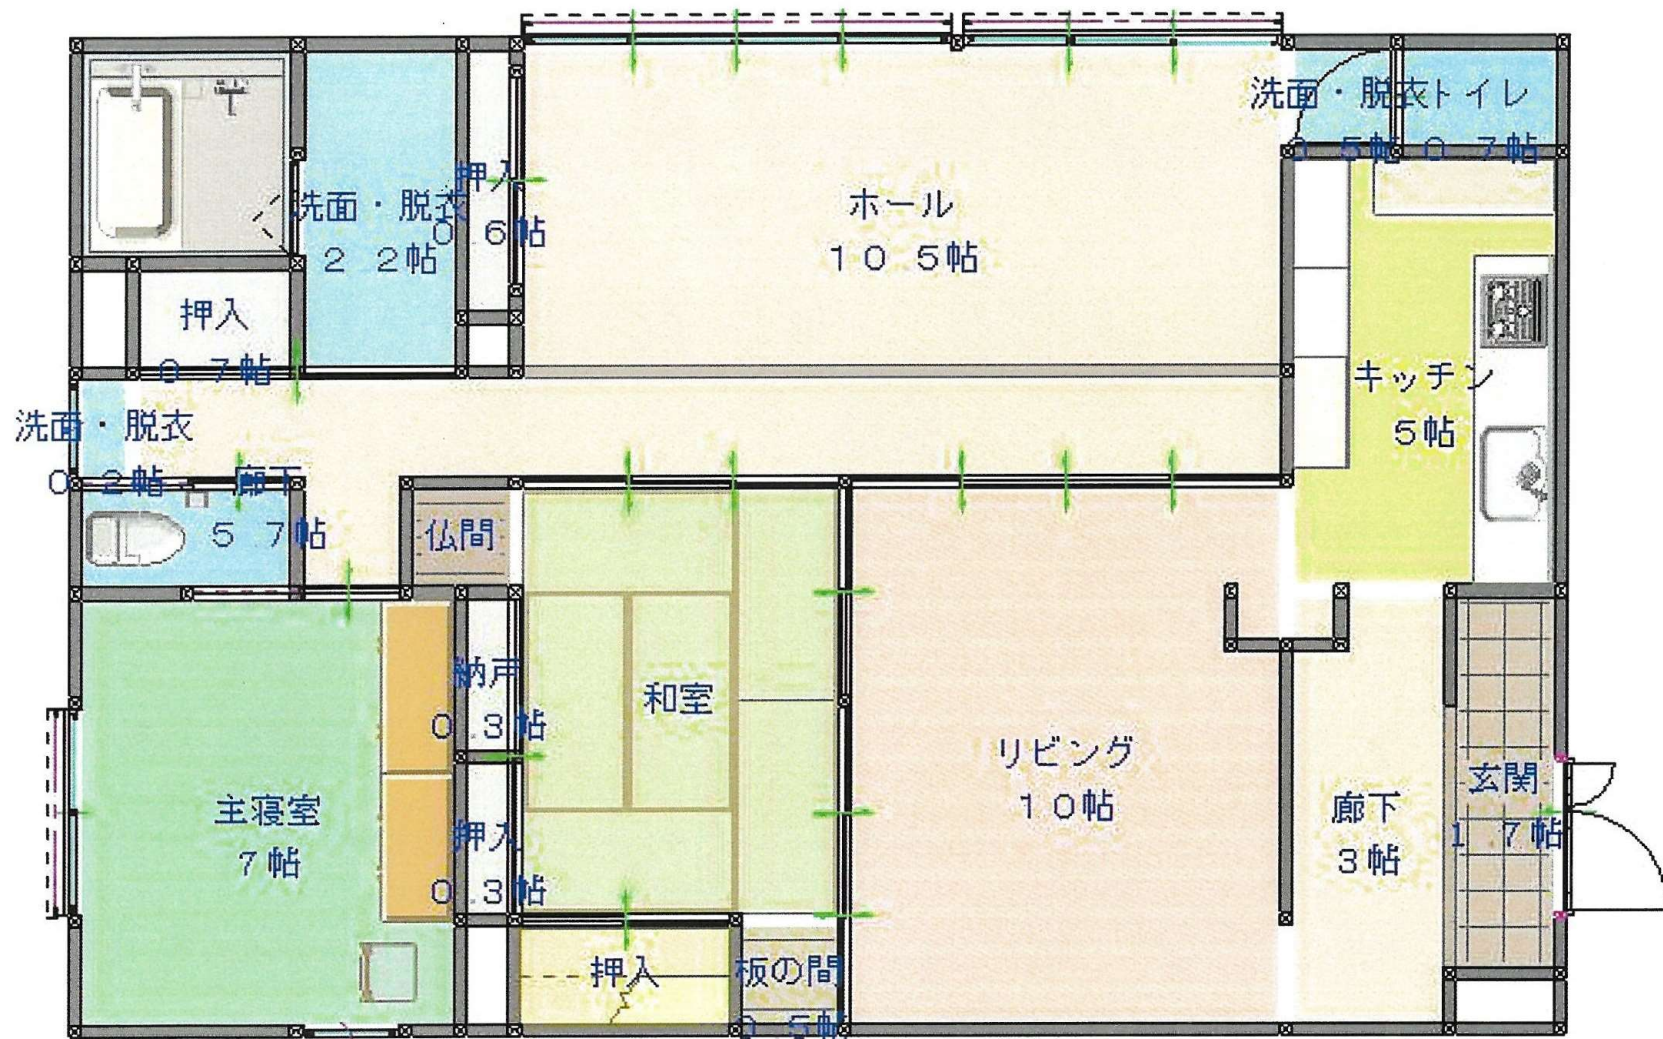 洗面・脱衣
0.5帖
トイレ
0.7帖
押入
0.6帖
洗面・脱衣
2.2帖
ホール
10.5帖
押入
0.7帖
キッチン
5帖
洗面・脱衣
0.2帖
廊下
5.7帖
仏間
納戸
0.3帖
和室
リビング
10帖
玄関
1.7帖
主寝室
7帖
押入
0.3帖
廊下
3帖
押入
板の間
0.5帖